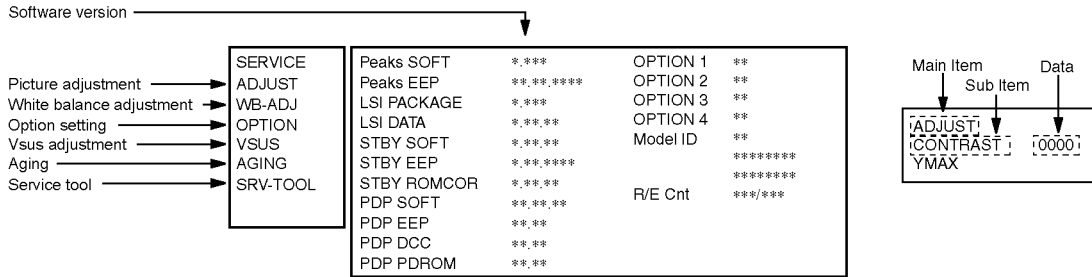 Software version
Picture adjustment
White balance adjustment
Option setting
Vsus adjustment
Aging
Service tool
SERVICE
ADJUST
WB-ADJ
OPTION
VSUS
AGING
SRV-TOOL
Peaks SOFT *.***
Peaks EEP **.**.****
LSI PACKAGE *.***
LSI DATA *.**.**
STBY SOFT *.**.**
STBY EEP *.**.****
STBY ROMCOR *.**.**
PDP SOFT **.**.**
PDP EEP **.**
PDP DCC **.**
PDP PDROM **.**
OPTION 1 **
OPTION 2 **
OPTION 3 **
OPTION 4 **
Model ID **
********
********
R/E Cnt ***/***
Main Item
Sub Item
Data
ADJUST
CONTRAST 0000
YMAX